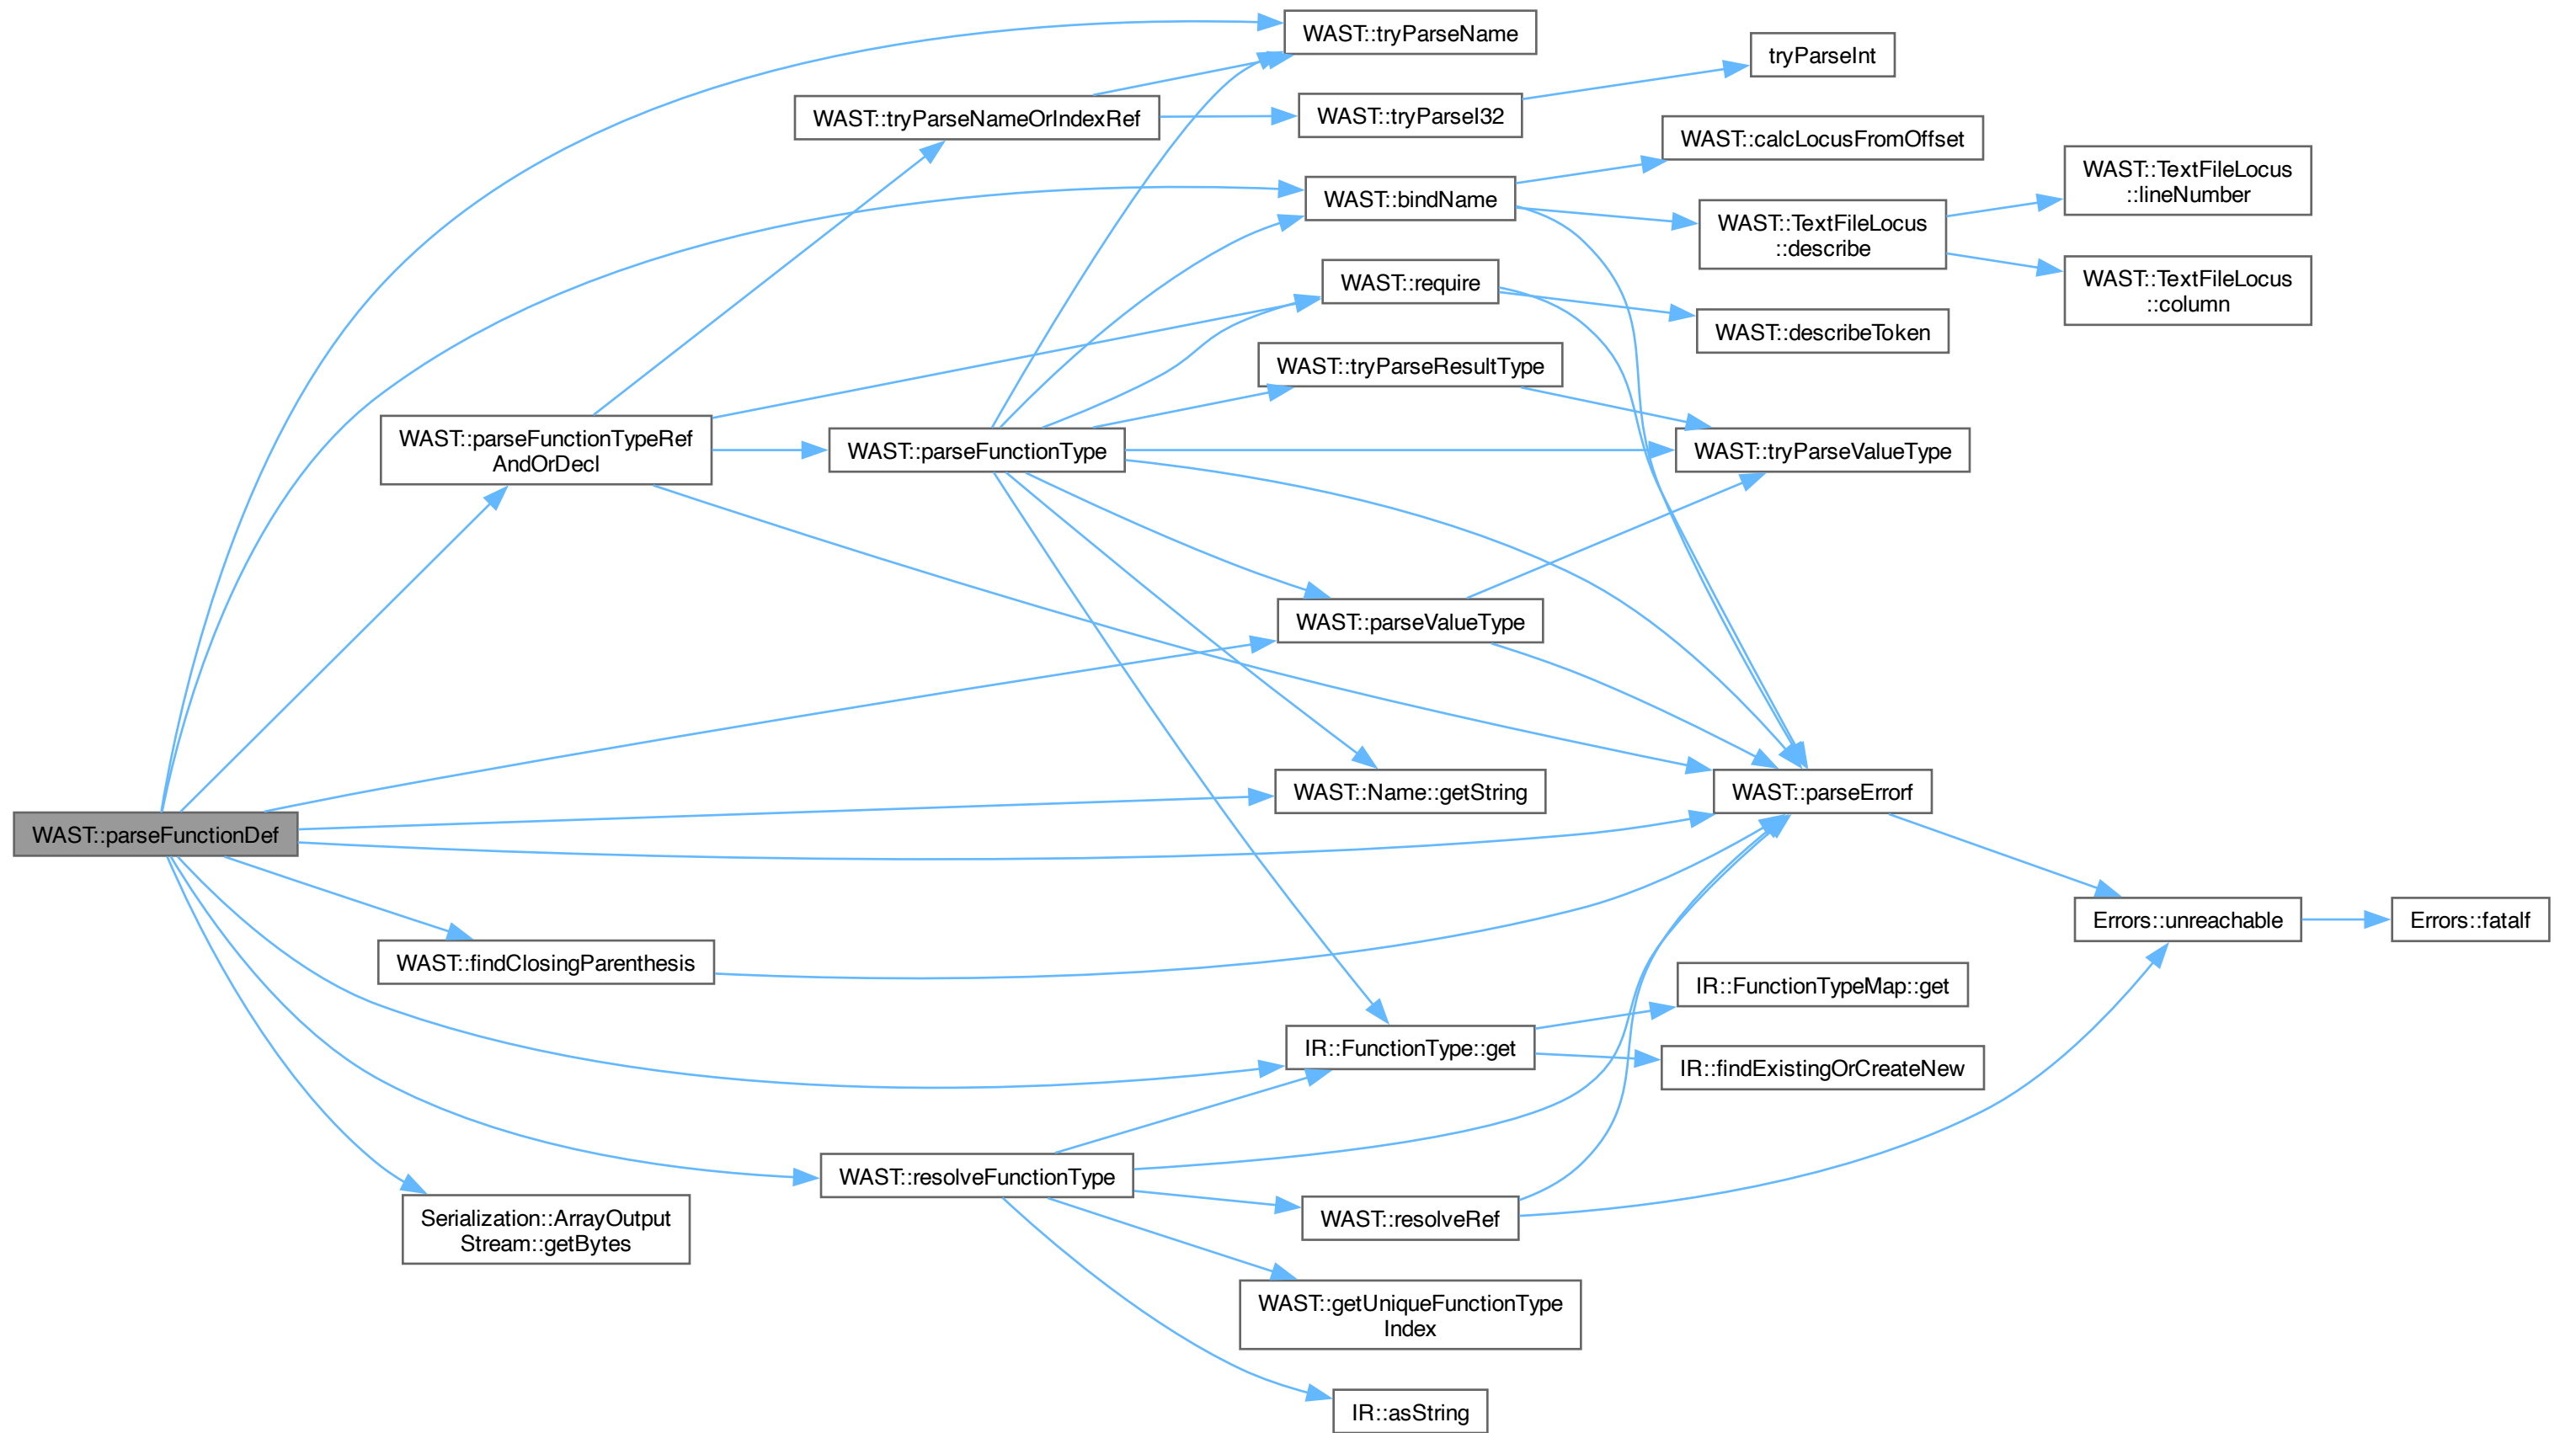 WAST::tryParseName
tryParseInt
WAST::tryParseNameOrIndexRef
WAST::tryParseI32
WAST::calcLocusFromOffset
WAST::TextFileLocus
::lineNumber
WAST::bindName
WAST::TextFileLocus
::describe
WAST::require
WAST::TextFileLocus
::column
WAST::describeToken
WAST::tryParseResultType
WAST::parseFunctionTypeRef
AndOrDecl
WAST::parseFunctionType
WAST::tryParseValueType
WAST::parseValueType
WAST::Name::getString
WAST::parseErrorf
WAST::parseFunctionDef
Errors::unreachable
Errors::fatalf
WAST::findClosingParenthesis
IR::FunctionTypeMap::get
IR::FunctionType::get
IR::findExistingOrCreateNew
WAST::resolveFunctionType
Serialization::ArrayOutput
Stream::getBytes
WAST::resolveRef
WAST::getUniqueFunctionType
Index
IR::asString